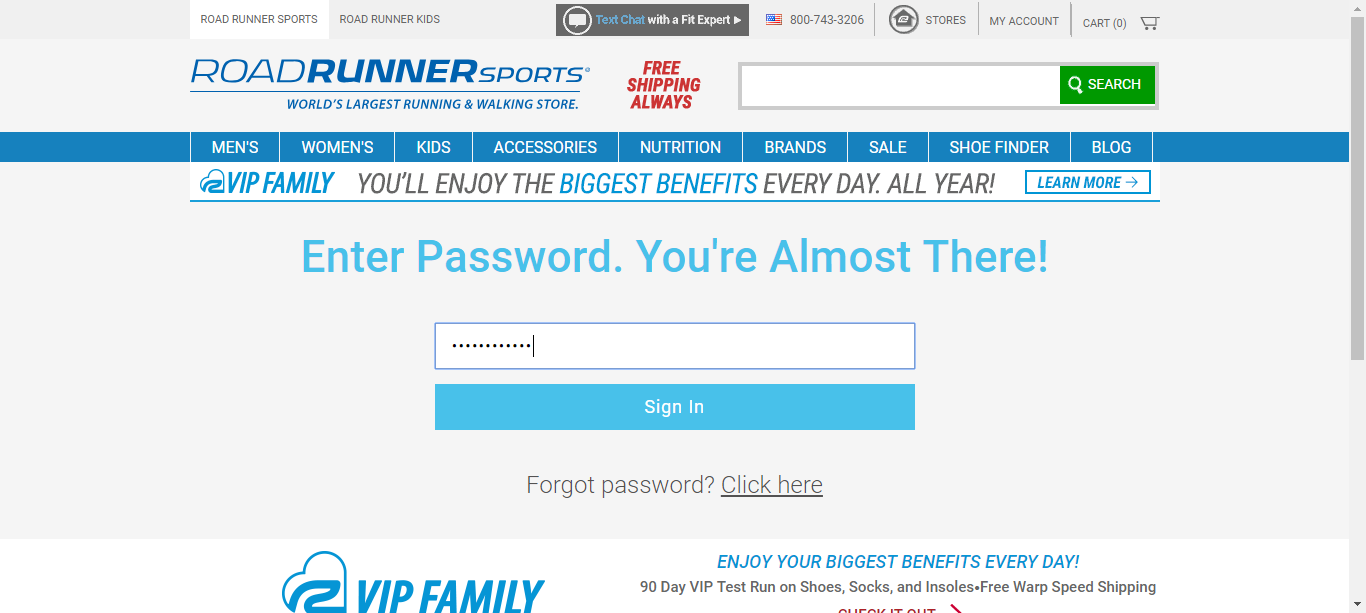 ROAD RUNNER SPORTS
ROAD RUNNER KIDS
Text Chat with a Fit Expert ▶
800-743-3206
STORES
MY ACCOUNT
CART (0)
ROADRUNNERSPORTS®
WORLD'S LARGEST RUNNING & WALKING STORE.
FREE
SHIPPING
ALWAYS
SEARCH
MEN'S
WOMEN'S
KIDS
ACCESSORIES
NUTRITION
BRANDS
SALE
SHOE FINDER
BLOG
VIP FAMILY
YOU'LL ENJOY THE BIGGEST BENEFITS EVERY DAY. ALL YEAR!
LEARN MORE →
Enter Password. You're Almost There!
••••••••••••
Sign In
Forgot password? Click here
VIP FAMILY
ENJOY YOUR BIGGEST BENEFITS EVERY DAY!
90 Day VIP Test Run on Shoes, Socks, and Insoles•Free Warp Speed Shipping
CHECK IT OUT